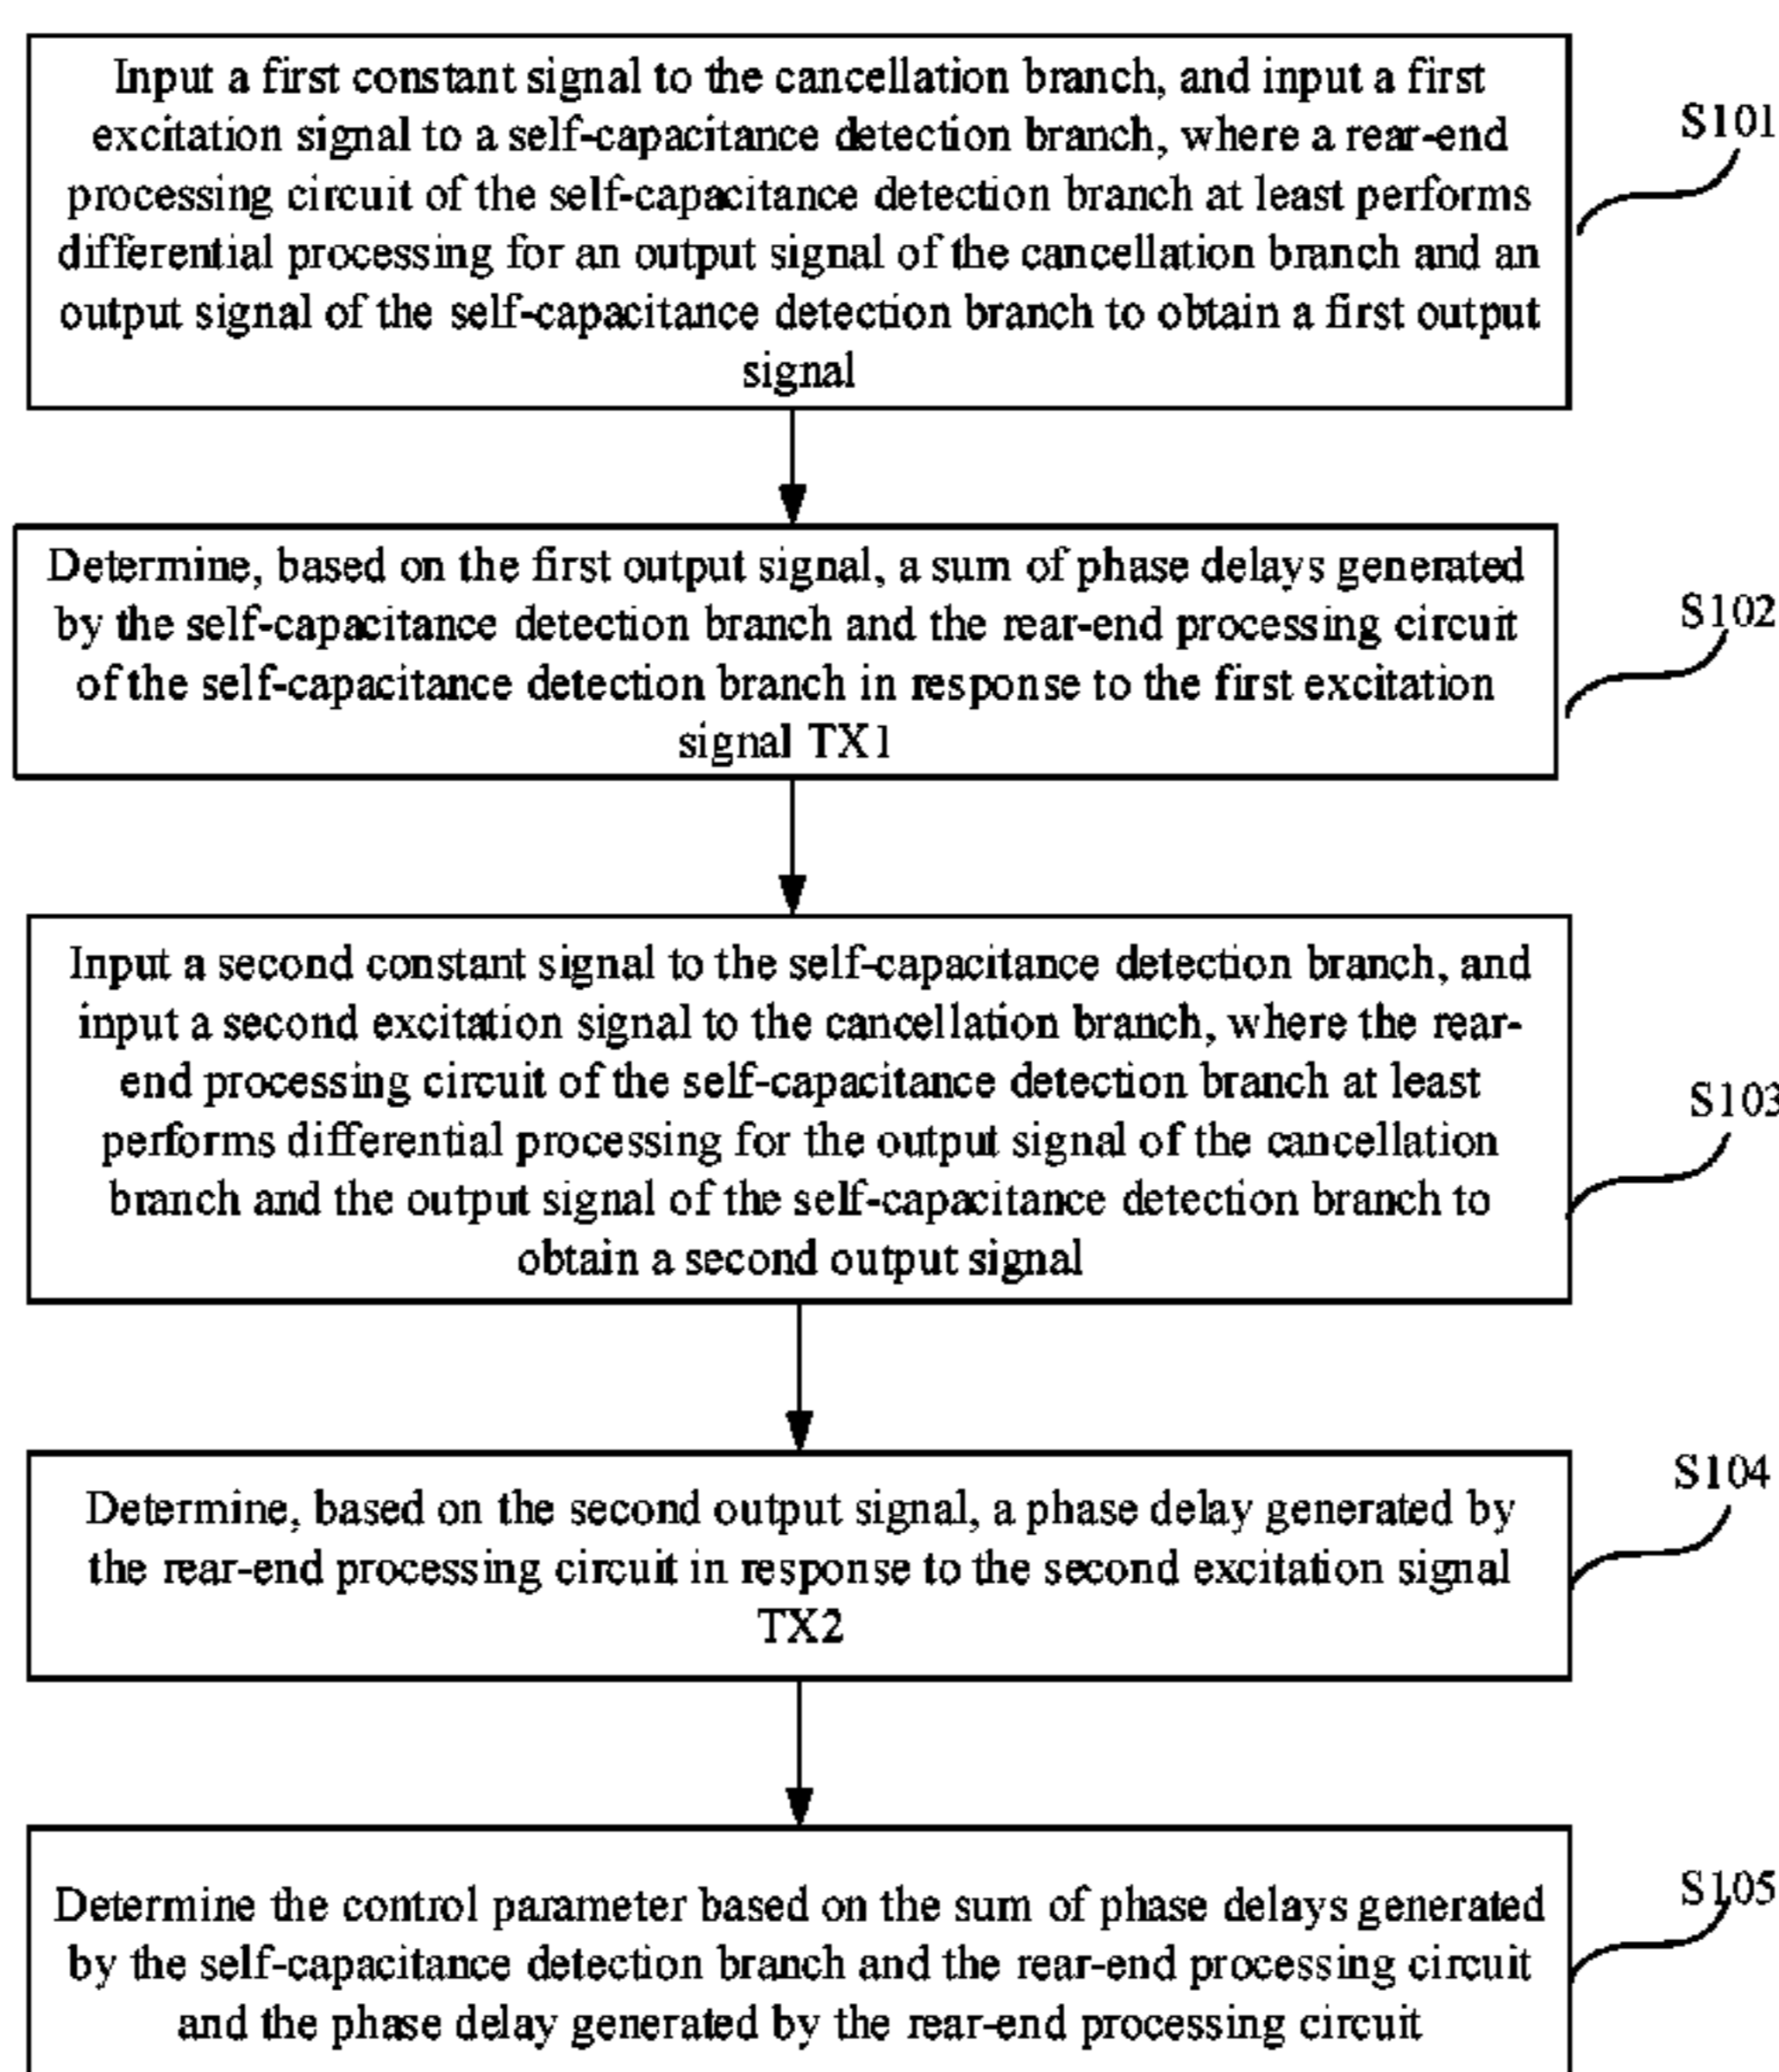 Input a first constant signal to the cancellation branch, and input a first
excitation signal to a self-capacitance detection branch, where a rear-end
processing circuit of the self-capacitance detection branch at least performs
differential processing for an output signal of the cancellation branch and an
output signal of the self-capacitance detection branch to obtain a first output
signal
S101
Determine, based on the first output signal, a sum of phase delays generated
by the self-capacitance detection branch and the rear-end processing circuit
of the self-capacitance detection branch in response to the first excitation
signal TX1
S102
Input a second constant signal to the self-capacitance detection branch, and
input a second excitation signal to the cancellation branch, where the rear-
end processing circuit of the self-capacitance detection branch at least
performs differential processing for the output signal of the cancellation
branch and the output signal of the self-capacitance detection branch to
obtain a second output signal
S103
Determine, based on the second output signal, a phase delay generated by
the rear-end processing circuit in response to the second excitation signal
TX2
S104
Determine the control parameter based on the sum of phase delays generated
by the self-capacitance detection branch and the rear-end processing circuit
and the phase delay generated by the rear-end processing circuit
S105